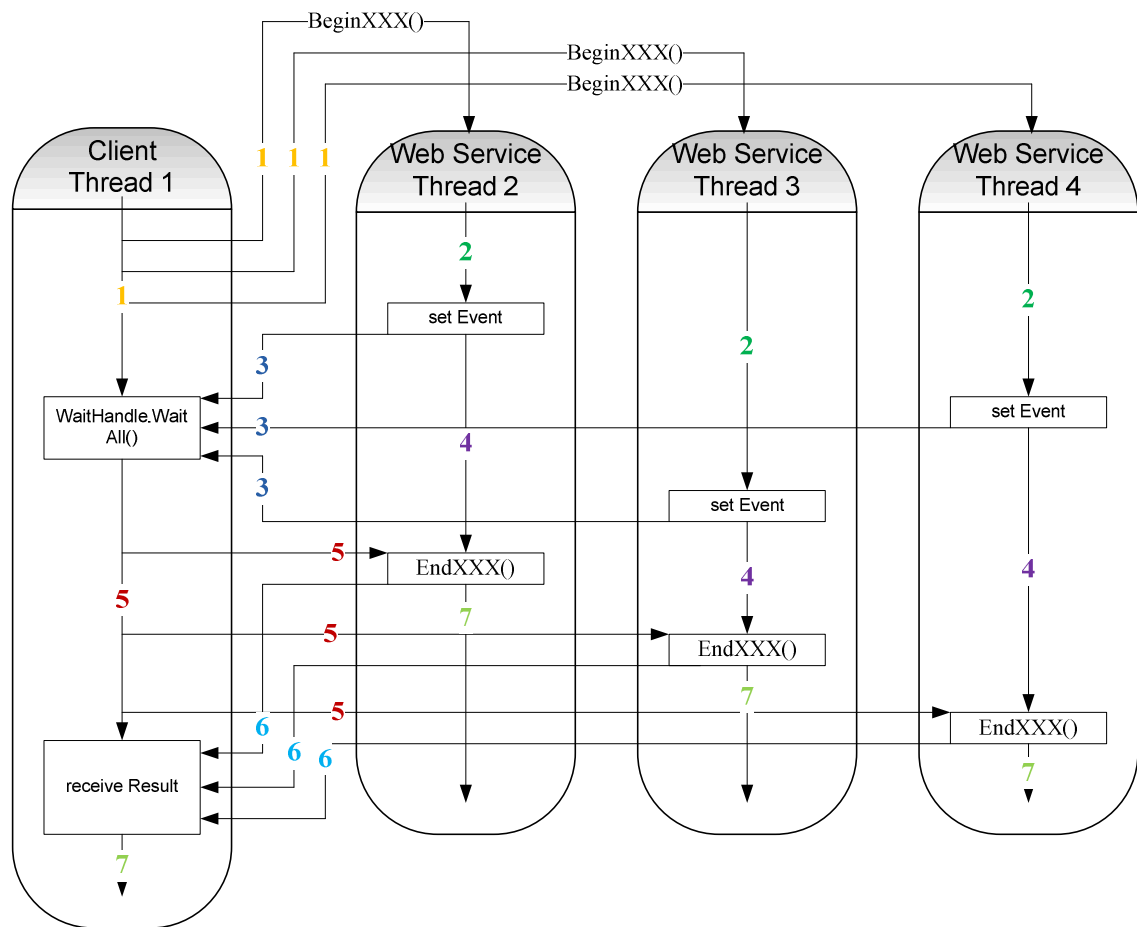 BeginXXX()
BeginXXX()
BeginXXX()
Client
Thread 1
1
1
1
Web Service
Thread 2
Web Service
Thread 3
Web Service
Thread 4
2
1
2
set Event
2
3
WaitHandle.Wait
All()
set Event
3
4
3
set Event
5
EndXXX()
4
4
5
7
5
EndXXX()
7
5
6
EndXXX()
6
6
receive Result
7
7